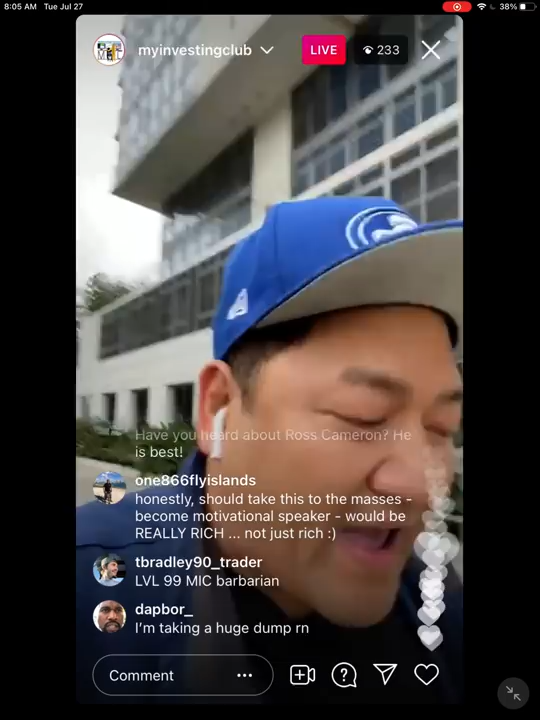 8:05 AM Tue Jul 27
38%
myinvestingclub
LIVE
233
Have you heard about Ross Cameron? He
is best!
one866flyislands
honestly, should take this to the masses -
become motivational speaker - would be
REALLY RICH ... not just rich :)
tbradley90_trader
LVL 99 MIC barbarian
dapbor_
I'm taking a huge dump rn
Comment